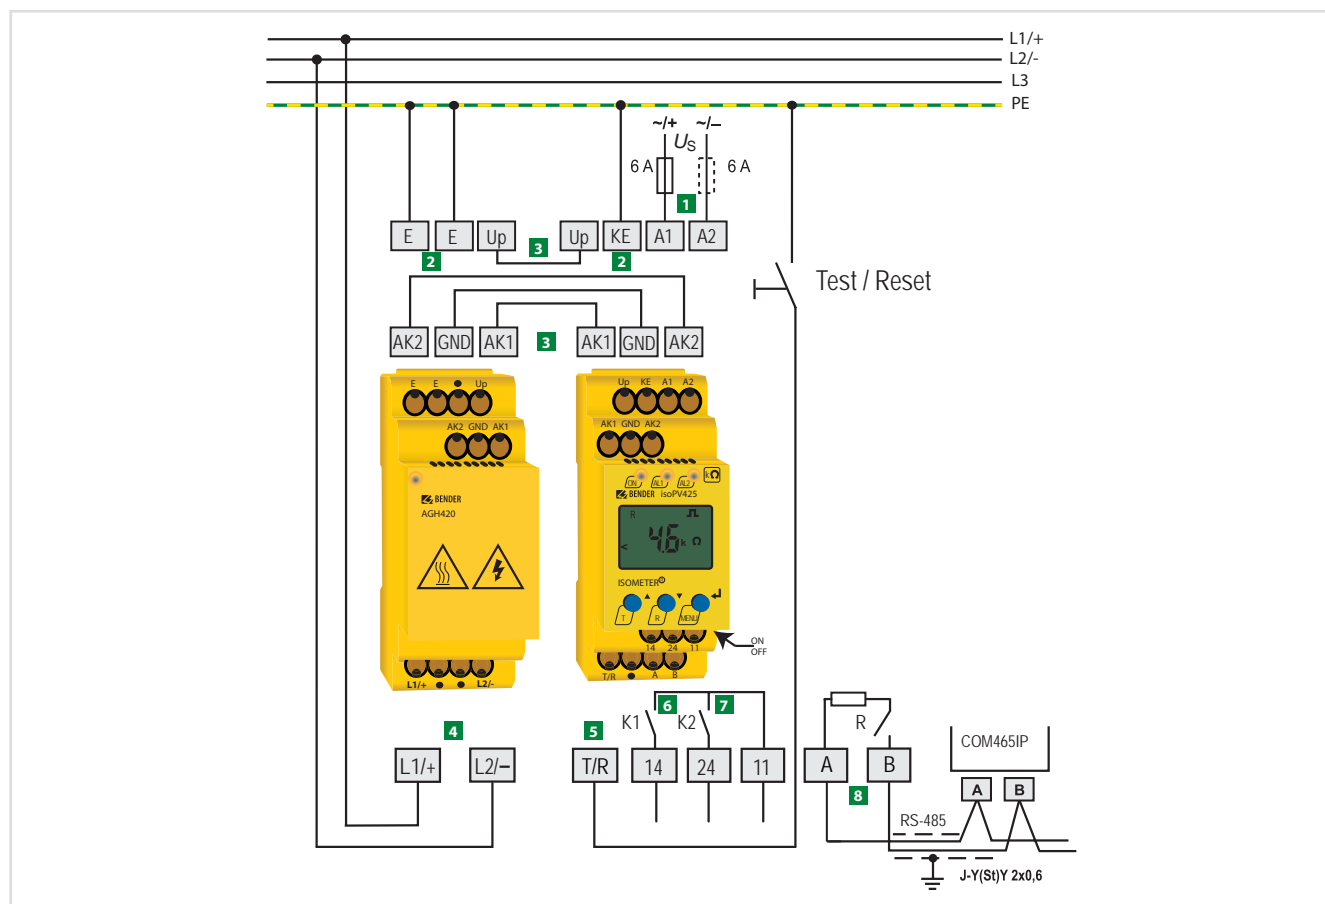 L1/+
L2/-
L3
PE
~/+ ~/–
US
6 A 6 A
1
E E Up Up KE A1 A2
2 3 2
Test / Reset
AK2 GND AK1 3 AK1 GND AK2
E E Up
AK2 GND AK1
BENDER
AGH420
L1/+ L2/-
Up KE A1 A2
AK1 GND AK2
ON AL1 AL2 kΩ
BENDER isoPV425
R
< 4.6 k Ω
ISOMETER®
T R MENU
ON
OFF
14 24 11
T/R A B
4 5 6 7
K1 K2
R
L1/+ L2/– T/R 14 24 11 A B
8
COM465IP
A B
RS-485
J-Y(St)Y 2x0,6